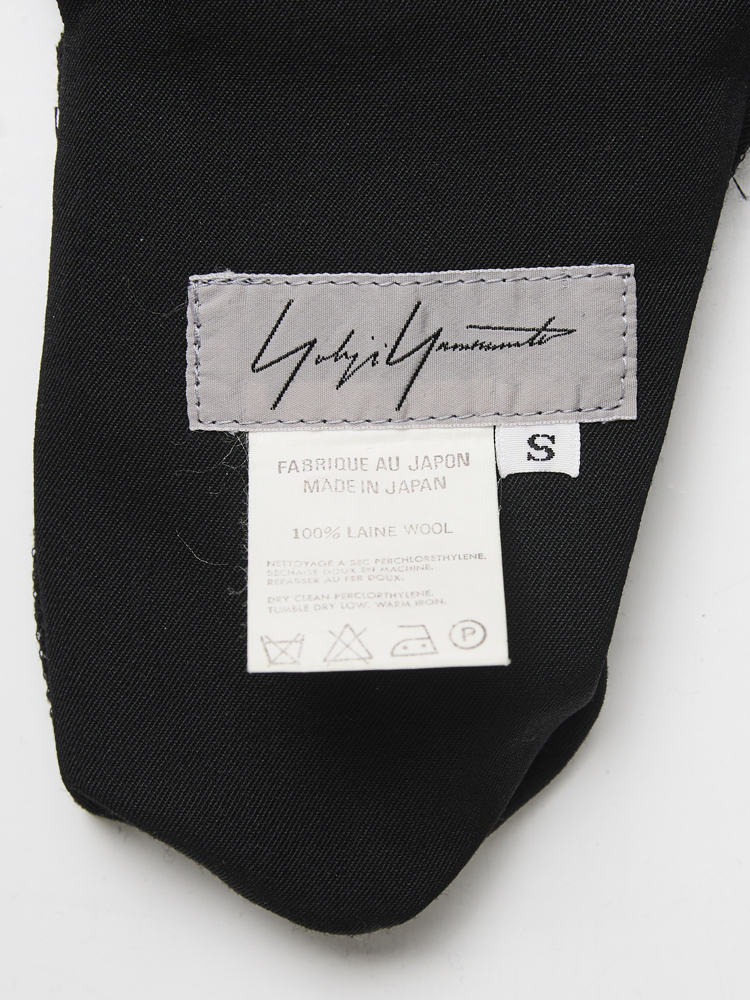 Yohji Yamamoto
S
FABRIQUE AU JAPON
MADE IN JAPAN
100% LAINE WOOL
NETTOYAGE A SEC PERCHLORETHYLENE.
SECHAGE DOUX EN MACHINE.
REPASSER AU FER DOUX.
DRY CLEAN PERCLORTHYLENE.
TUMBLE DRY LOW. WARM IRON.
P